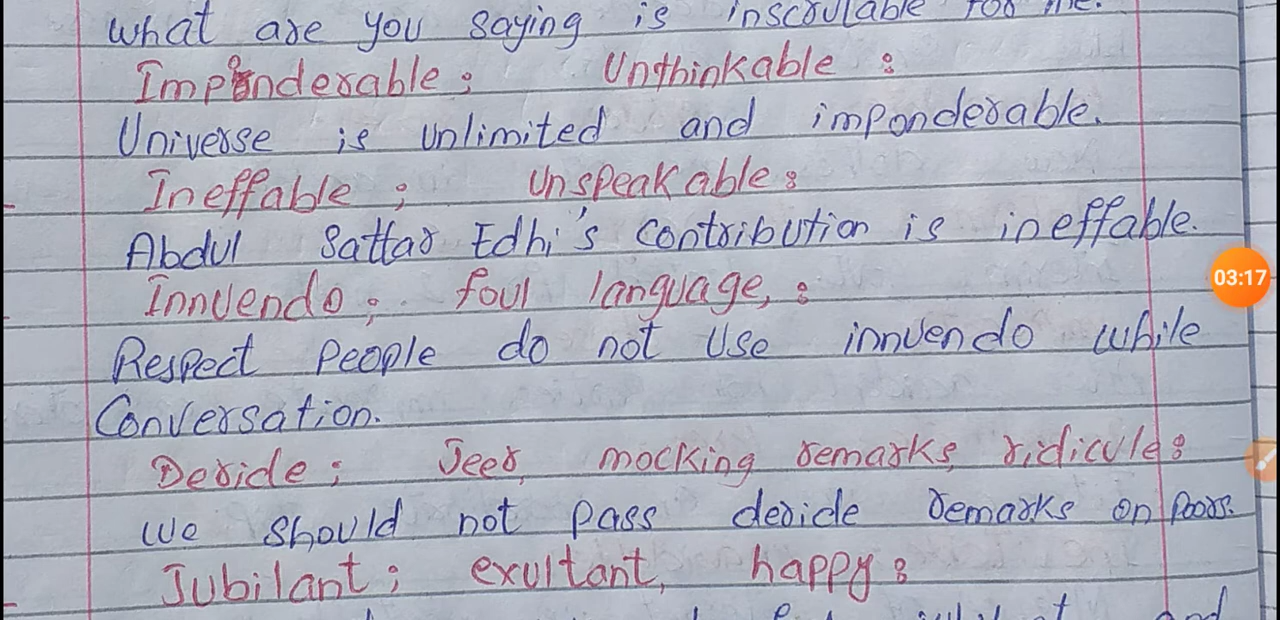 what are you saying is inscrutable for me.
Imponderable : Unthinkable :
Universe is unlimited and imponderable.
Ineffable : Unspeakable :
Abdul Sattar Edhi's contribution is ineffable.
Innuendo : foul language, :
Respect People do not Use innuendo while
Conversation.
Deride : Jeer, mocking remarks, ridicule :
we should not pass deride remarks on poors.
Jubilant : exultant, happy :
and
03:17